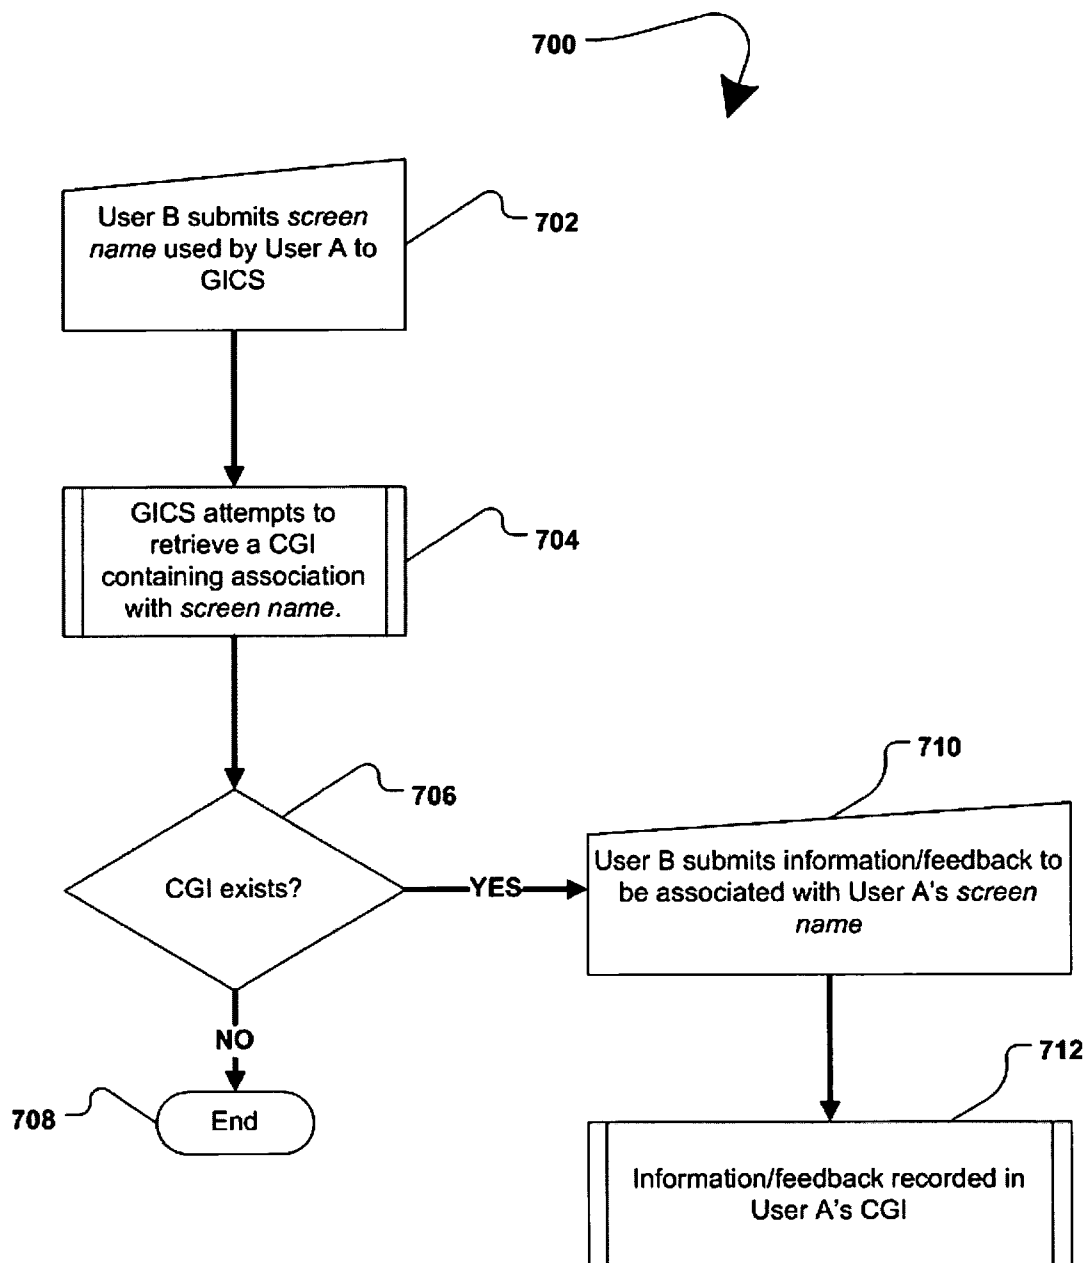 700
User B submits screen
name used by User A to
GICS
702
GICS attempts to
retrieve a CGI
containing association
with screen name.
704
CGI exists?
706
YES
NO
End
708
710
User B submits information/feedback to
be associated with User A's screen
name
712
Information/feedback recorded in
User A's CGI